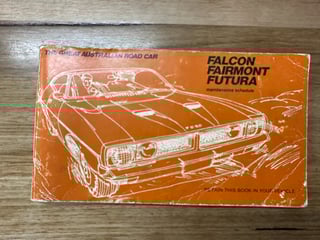 THE GREAT AUSTRALIAN ROAD CAR
FALCON
FAIRMONT
FUTURA
maintenance schedule
RETAIN THIS BOOK IN YOUR VEHICLE